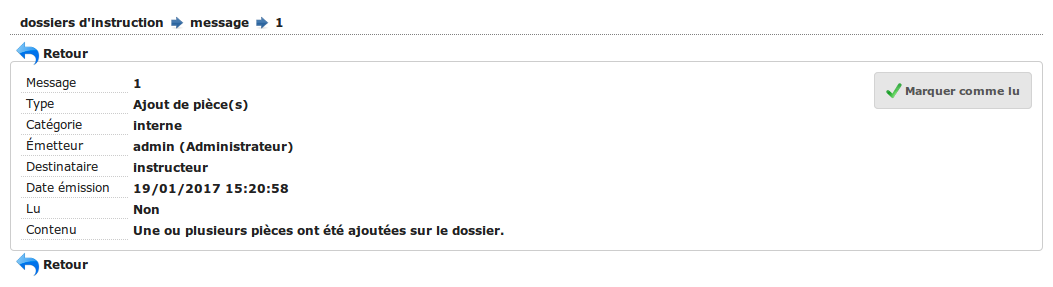 dossiers d'instruction message 1
Retour
Message 1
Marquer comme lu
Type Ajout de pièce(s)
Catégorie interne
Émetteur admin (Administrateur)
Destinataire instructeur
Date émission 19/01/2017 15:20:58
Lu Non
Contenu Une ou plusieurs pièces ont été ajoutées sur le dossier.
Retour